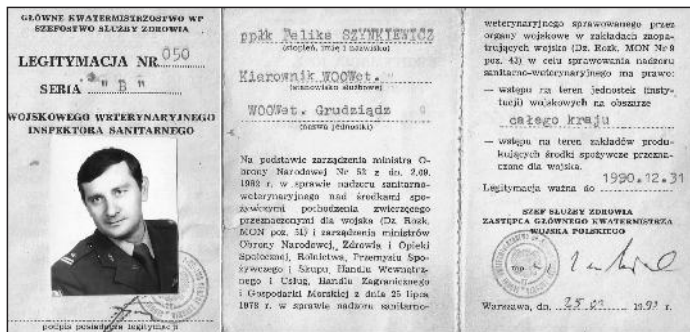 GŁÓWNE KWATERMISTRZOSTWO WP
SZEFOSTWO SŁUŻBY ZDROWIA
LEGITYMACJA NR 050
SERIA "B"
WOJSKOWEGO WETERYNARYJNEGO
INSPEKTORA SANITARNEGO
podpis posiadacza legitymacji
ppłk Feliks SZYNKIEWICZ
(stopień, imię i nazwisko)
Kierownik WOOWet.
(stanowisko służbowe)
WOOWet. Grudziądz
(nazwa jednostki)
Na podstawie zarządzenia ministra O-
brony Narodowej Nr 52 z dn. 2.09.
1982 r. w sprawie nadzoru sanitarno-
weterynaryjnego nad środkami spo-
żywczymi pochodzenia zwierzęcego
przeznaczonymi dla wojska (Dz. Rozk.
MON poz. 51) i zarządzenia ministrów
Obrony Narodowej, Zdrowia i Opieki
Społecznej, Rolnictwa, Przemysłu Spo-
żywczego i Skupu, Handlu Wewnętrz-
nego i Usług, Handlu Zagranicznego
i Gospodarki Morskiej z dnia 25 lipca
1978 r. w sprawie nadzoru sanitarno-
weterynaryjnego sprawowanego przez
organy wojskowe w zakładach zaopa-
trujących wojska (Dz. Rozk. MON Nr 9
poz. 43) w celu sprawowania nadzoru
sanitarno-weterynaryjnego ma prawo:
— wstępu na teren jednostek (insty-
tucji) wojskowych na obszarze
całego kraju
— wstępu na teren zakładów produ-
kujących środki spożywcze przezna-
czone dla wojska.
Legitymacja ważna do 1990.12.31
SZEF SŁUŻBY ZDROWIA
ZASTĘPCA GŁÓWNEGO KWATERMISTRZA
WOJSKA POLSKIEGO
Warszawa, dn. 25 01 199 r.